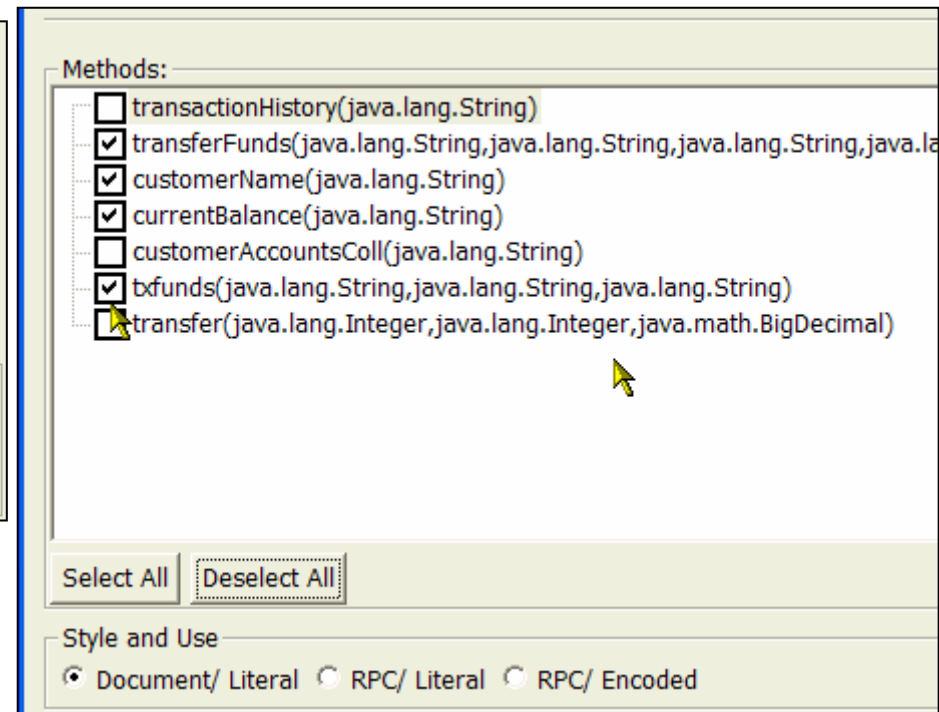 Methods:
transactionHistory(java.lang.String)
transferFunds(java.lang.String,java.lang.String,java.lang.String,java.la
customerName(java.lang.String)
currentBalance(java.lang.String)
customerAccountsColl(java.lang.String)
txfunds(java.lang.String,java.lang.String,java.lang.String)
transfer(java.lang.Integer,java.lang.Integer,java.math.BigDecimal)
Select All Deselect All
Style and Use
Document/ Literal RPC/ Literal RPC/ Encoded